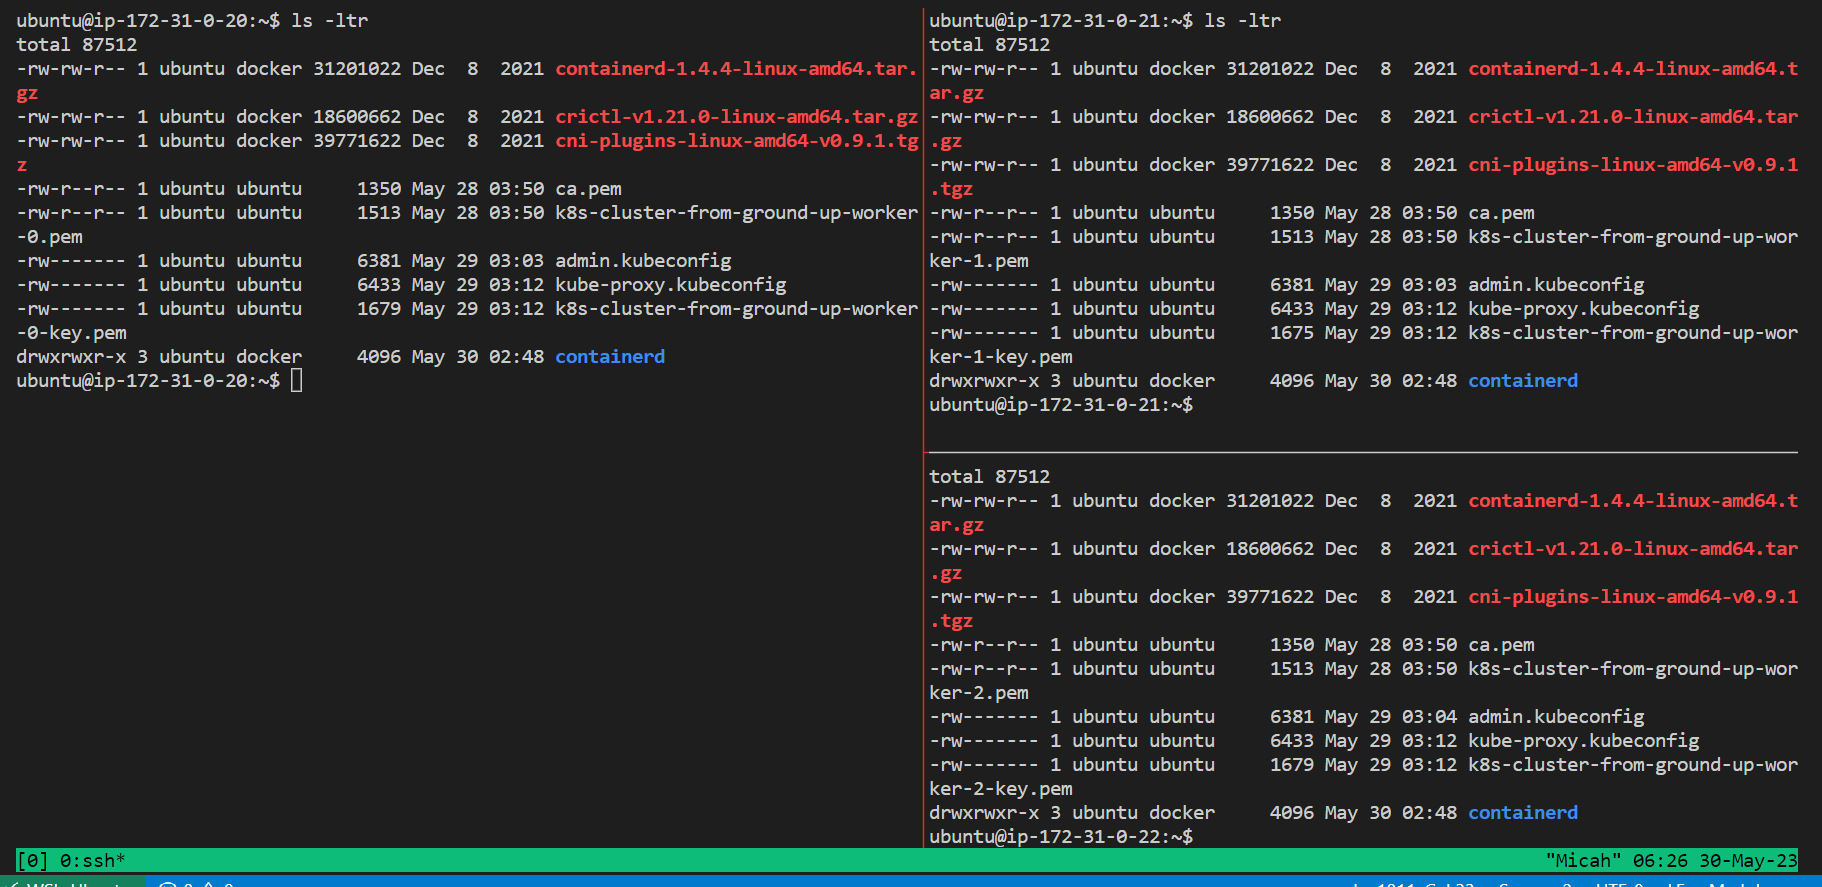 ubuntu@ip-172-31-0-20:~$ ls -ltr
total 87512
-rw-rw-r-- 1 ubuntu docker 31201022 Dec  8  2021 containerd-1.4.4-linux-amd64.tar.
gz
-rw-rw-r-- 1 ubuntu docker 18600662 Dec  8  2021 crictl-v1.21.0-linux-amd64.tar.gz
-rw-rw-r-- 1 ubuntu docker 39771622 Dec  8  2021 cni-plugins-linux-amd64-v0.9.1.tg
z
-rw-r--r-- 1 ubuntu ubuntu     1350 May 28 03:50 ca.pem
-rw-r--r-- 1 ubuntu ubuntu     1513 May 28 03:50 k8s-cluster-from-ground-up-worker
-0.pem
-rw------- 1 ubuntu ubuntu     6381 May 29 03:03 admin.kubeconfig
-rw------- 1 ubuntu ubuntu     6433 May 29 03:12 kube-proxy.kubeconfig
-rw------- 1 ubuntu ubuntu     1679 May 29 03:12 k8s-cluster-from-ground-up-worker
-0-key.pem
drwxrwxr-x 3 ubuntu docker     4096 May 30 02:48 containerd
ubuntu@ip-172-31-0-20:~$
ubuntu@ip-172-31-0-21:~$ ls -ltr
total 87512
-rw-rw-r-- 1 ubuntu docker 31201022 Dec  8  2021 containerd-1.4.4-linux-amd64.t
ar.gz
-rw-rw-r-- 1 ubuntu docker 18600662 Dec  8  2021 crictl-v1.21.0-linux-amd64.tar
.gz
-rw-rw-r-- 1 ubuntu docker 39771622 Dec  8  2021 cni-plugins-linux-amd64-v0.9.1
.tgz
-rw-r--r-- 1 ubuntu ubuntu     1350 May 28 03:50 ca.pem
-rw-r--r-- 1 ubuntu ubuntu     1513 May 28 03:50 k8s-cluster-from-ground-up-wor
ker-1.pem
-rw------- 1 ubuntu ubuntu     6381 May 29 03:03 admin.kubeconfig
-rw------- 1 ubuntu ubuntu     6433 May 29 03:12 kube-proxy.kubeconfig
-rw------- 1 ubuntu ubuntu     1675 May 29 03:12 k8s-cluster-from-ground-up-wor
ker-1-key.pem
drwxrwxr-x 3 ubuntu docker     4096 May 30 02:48 containerd
ubuntu@ip-172-31-0-21:~$
total 87512
-rw-rw-r-- 1 ubuntu docker 31201022 Dec  8  2021 containerd-1.4.4-linux-amd64.t
ar.gz
-rw-rw-r-- 1 ubuntu docker 18600662 Dec  8  2021 crictl-v1.21.0-linux-amd64.tar
.gz
-rw-rw-r-- 1 ubuntu docker 39771622 Dec  8  2021 cni-plugins-linux-amd64-v0.9.1
.tgz
-rw-r--r-- 1 ubuntu ubuntu     1350 May 28 03:50 ca.pem
-rw-r--r-- 1 ubuntu ubuntu     1513 May 28 03:50 k8s-cluster-from-ground-up-wor
ker-2.pem
-rw------- 1 ubuntu ubuntu     6381 May 29 03:04 admin.kubeconfig
-rw------- 1 ubuntu ubuntu     6433 May 29 03:12 kube-proxy.kubeconfig
-rw------- 1 ubuntu ubuntu     1679 May 29 03:12 k8s-cluster-from-ground-up-wor
ker-2-key.pem
drwxrwxr-x 3 ubuntu docker     4096 May 30 02:48 containerd
ubuntu@ip-172-31-0-22:~$
[0] 0:ssh* "Micah" 06:26 30-May-23